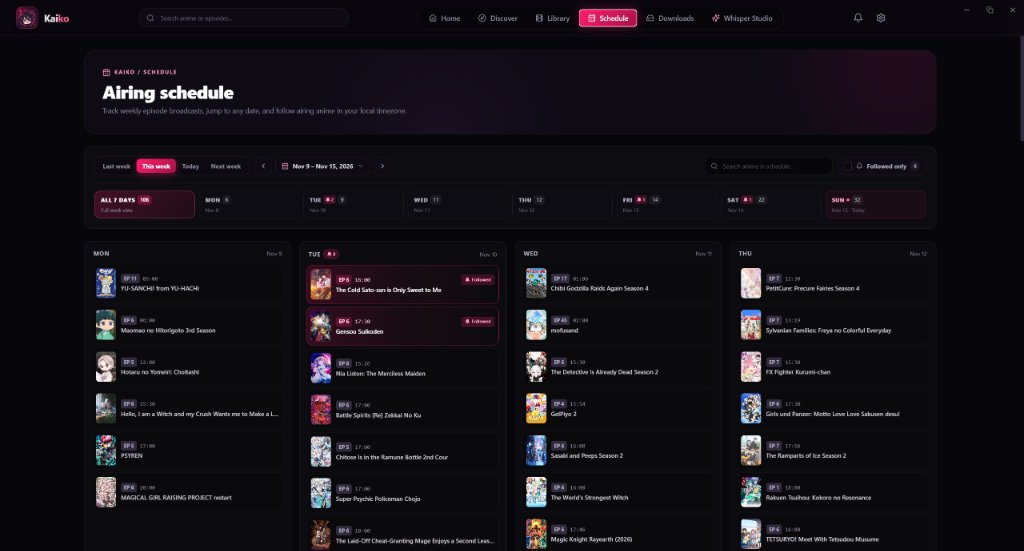 Kaiko
Search anime or episodes...
Home
Discover
Library
Schedule
Downloads
Whisper Studio
KAIKO / SCHEDULE
Airing schedule
Track weekly episode broadcasts, jump to any date, and follow airing anime in your local timezone.
Last week
This week
Today
Next week
Nov 9 – Nov 15, 2026
Search anime in schedule...
Followed only 4
ALL 7 DAYS 106
Full week view
MON 6
Nov 9
TUE 2 9
Nov 10
WED 11
Nov 11
THU 12
Nov 12
FRI 1 14
Nov 13
SAT 1 22
Nov 14
SUN 32
Nov 15 · Today
MON Nov 9
EP 11 05:00
YU-SANCHI! from YU-HACHI
EP 6 06:00
Maomao no Hitorigoto 3rd Season
EP 5 12:00
Hotaru no Yomeiri: Choitashi
EP 6 15:30
Hello, I am a Witch and my Crush Wants me to Make a L...
EP 5 17:00
PSYREN
EP 6 20:00
MAGICAL GIRL RAISING PROJECT restart
TUE 2 Nov 10
EP 6 16:00 Followed
The Cold Sato-san is Only Sweet to Me
EP 6 17:30 Followed
Gensou Suikoden
EP 6 15:26
Nia Liston: The Merciless Maiden
EP 6 17:00
Battle Spirits [Re] Zekkai No Ku
EP 5 17:00
Chitose Is in the Ramune Bottle 2nd Cour
EP 6 17:00
Super Psychic Policeman Chojo
EP 6 18:00
The Laid-Off Cheat-Granting Mage Enjoys a Second Leas...
WED Nov 11
EP 17
Chibi Godzilla Raids Again Season 4
EP 45 02:00
mofusand
EP 6 15:30
The Detective Is Already Dead Season 2
EP 4 15:54
GelPiyo 2
EP 6 16:00
Sasaki and Peeps Season 2
EP 6 16:00
The World's Strongest Witch
EP 6 17:46
Magic Knight Rayearth (2026)
THU Nov 12
EP 7 12:30
PetitCure: Precure Fairies Season 4
EP 7 17:19
Sylvanian Families: Freya no Colorful Everyday
EP 7 15:30
FX Fighter Kurumi-chan
EP 6 17:30
Girls und Panzer: Motto Love Love Sakusen desu!
EP 7 17:58
The Ramparts of Ice Season 2
EP 1 18:00
Rakuen Tsuihou: Kokoro no Resonance
EP 6 18:00
TETSURYO! Meet With Tetsudou Musume